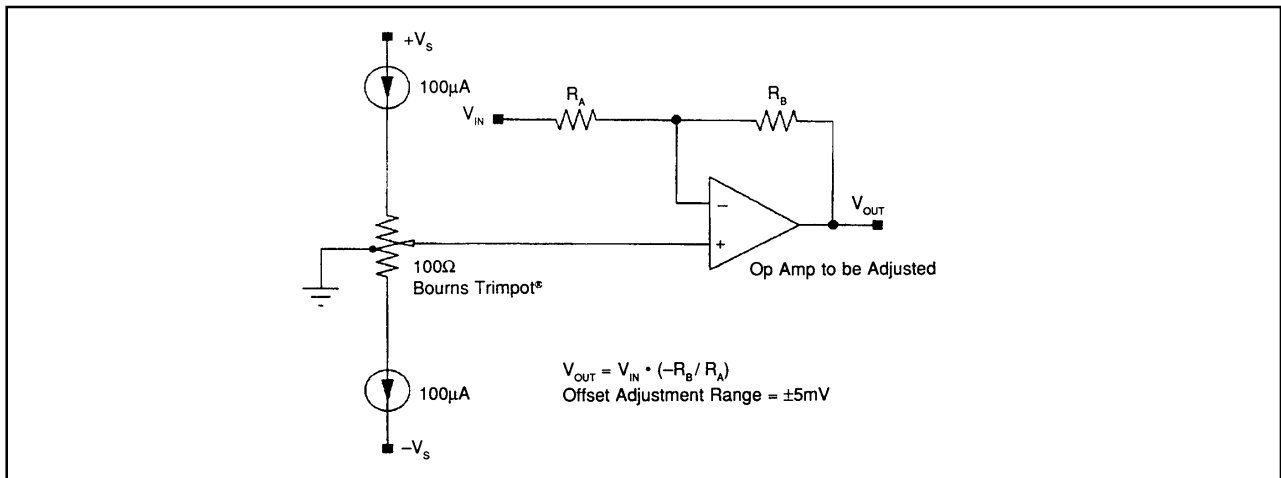 +VS
100µA
RA
RB
VIN
VOUT
−
+
Op Amp to be Adjusted
100Ω
Bourns Trimpot®
VOUT = VIN • (–RB/ RA)
Offset Adjustment Range = ±5mV
100µA
–VS